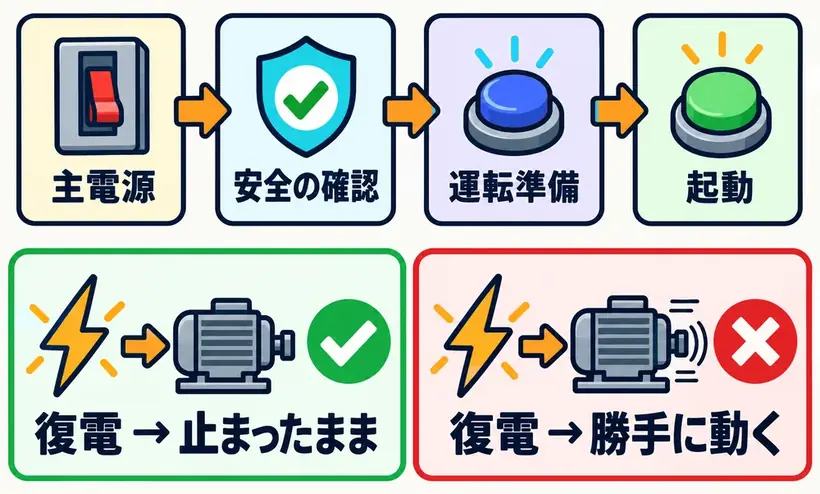 主電源
安全の確認
運転準備
起動
復電→止まったまま
復電→勝手に動く